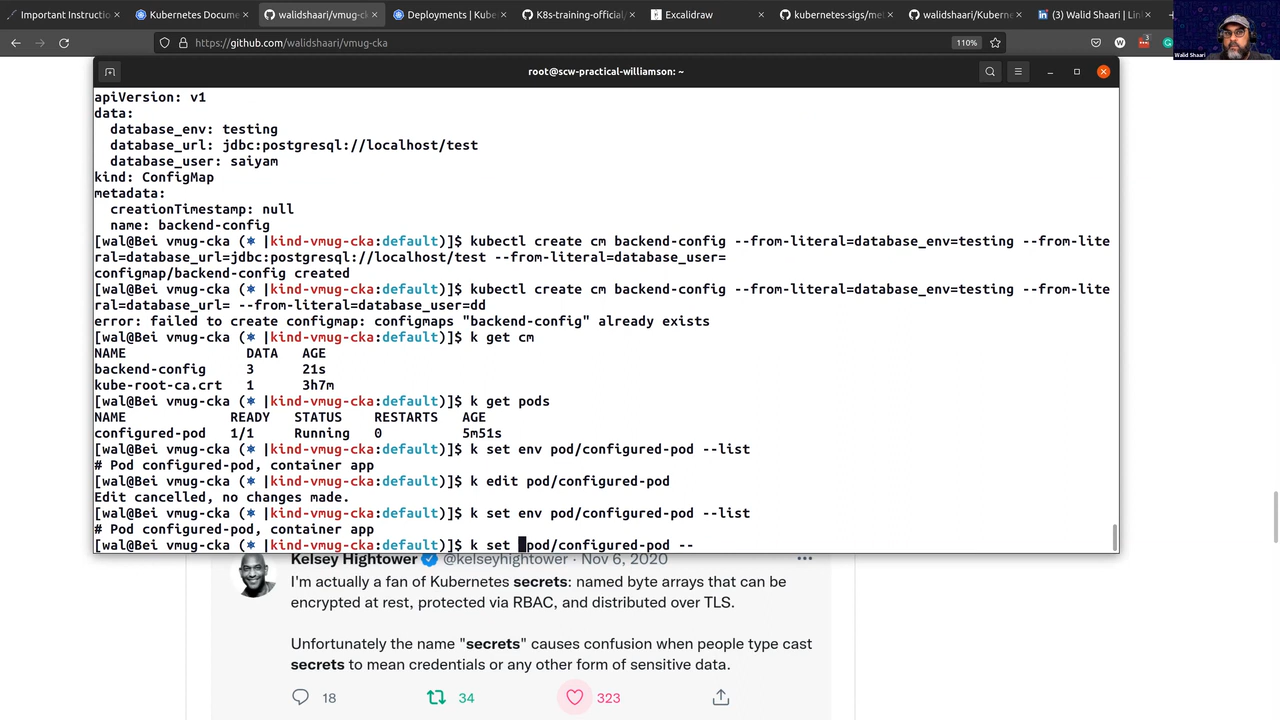 Important Instruction
Kubernetes Docume
walidshaari/vmug-ck
Deployments | Kube
K8s-training-official/
Excalidraw
kubernetes-sigs/me
walidshaari/Kuberne
(3) Walid Shaari | Lin
https://github.com/walidshaari/vmug-cka
110%
3
Walid Shaari
root@scw-practical-williamson: ~
apiVersion: v1
data:
  database_env: testing
  database_url: jdbc:postgresql://localhost/test
  database_user: saiyam
kind: ConfigMap
metadata:
  creationTimestamp: null
  name: backend-config
[wal@Bei vmug-cka (⎈ |kind-vmug-cka:default)]$ kubectl create cm backend-config --from-literal=database_env=testing --from-lite
ral=database_url=jdbc:postgresql://localhost/test --from-literal=database_user=
configmap/backend-config created
[wal@Bei vmug-cka (⎈ |kind-vmug-cka:default)]$ kubectl create cm backend-config --from-literal=database_env=testing --from-lite
ral=database_url= --from-literal=database_user=dd
error: failed to create configmap: configmaps "backend-config" already exists
[wal@Bei vmug-cka (⎈ |kind-vmug-cka:default)]$ k get cm
NAME DATA AGE
backend-config 3 21s
kube-root-ca.crt 1 3h7m
[wal@Bei vmug-cka (⎈ |kind-vmug-cka:default)]$ k get pods
NAME READY STATUS RESTARTS AGE
configured-pod 1/1 Running 0 5m51s
[wal@Bei vmug-cka (⎈ |kind-vmug-cka:default)]$ k set env pod/configured-pod --list
# Pod configured-pod, container app
[wal@Bei vmug-cka (⎈ |kind-vmug-cka:default)]$ k edit pod/configured-pod
Edit cancelled, no changes made.
[wal@Bei vmug-cka (⎈ |kind-vmug-cka:default)]$ k set env pod/configured-pod --list
# Pod configured-pod, container app
[wal@Bei vmug-cka (⎈ |kind-vmug-cka:default)]$ k set pod/configured-pod --
Kelsey Hightower @kelseyhightower · Nov 6, 2020
I'm actually a fan of Kubernetes secrets: named byte arrays that can be
encrypted at rest, protected via RBAC, and distributed over TLS.
Unfortunately the name "secrets" causes confusion when people type cast
secrets to mean credentials or any other form of sensitive data.
18 34 323